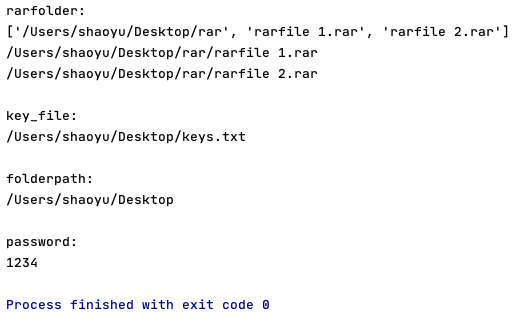 rarfolder:
['/Users/shaoyu/Desktop/rar', 'rarfile 1.rar', 'rarfile 2.rar']
/Users/shaoyu/Desktop/rar/rarfile 1.rar
/Users/shaoyu/Desktop/rar/rarfile 2.rar
key_file:
/Users/shaoyu/Desktop/keys.txt
folderpath:
/Users/shaoyu/Desktop
password:
1234
Process finished with exit code 0